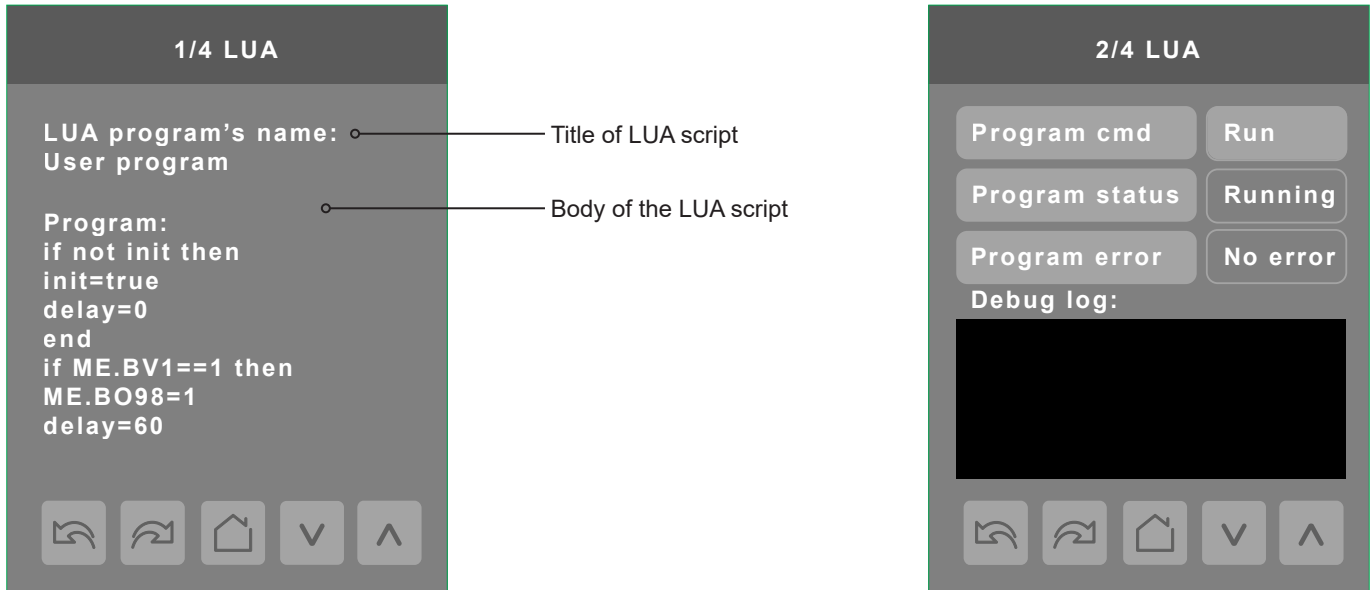 1/4 LUA
LUA program’s name:
User program
Program:
if not init then
init=true
delay=0
end
if ME.BV1==1 then
ME.BO98=1
delay=60
Title of LUA script
Body of the LUA script
2/4 LUA
Program cmd Run
Program status Running
Program error No error
Debug log: